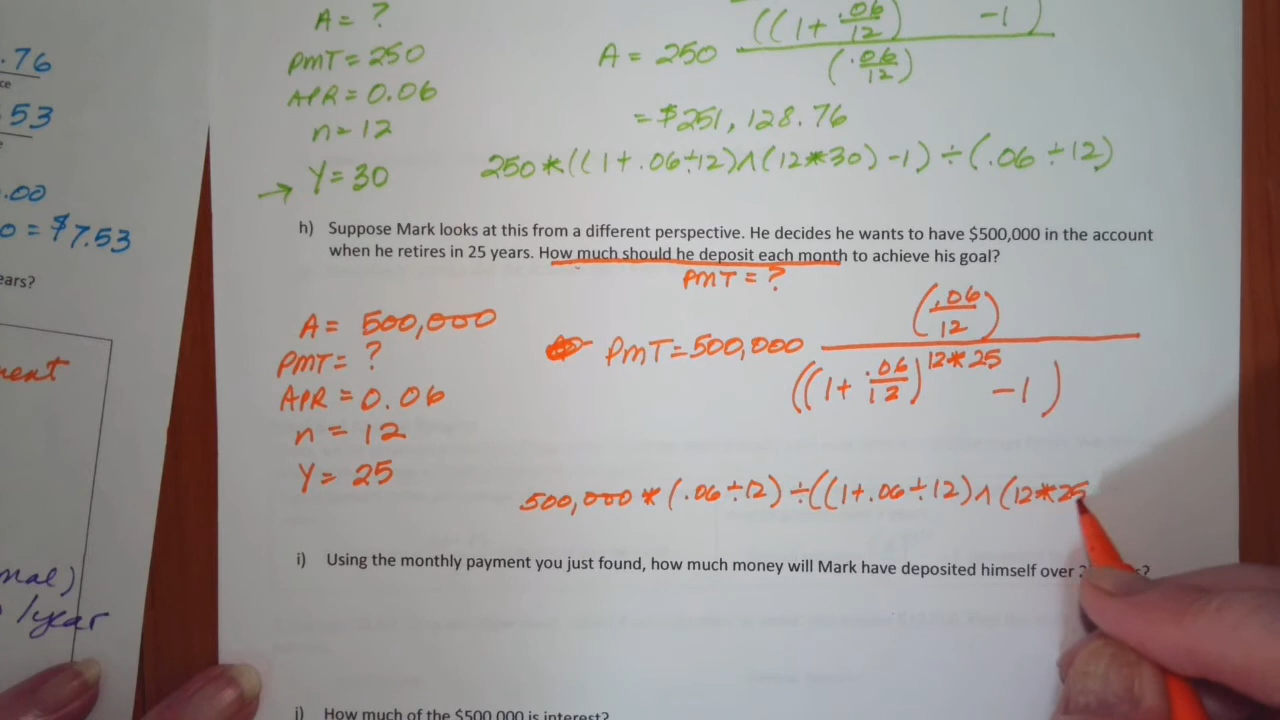 .76
ce
.53
.00
0 = $7.53
ears?
ment
mal)
/year
A = ?
PMT = 250
APR = 0.06
n = 12
→ Y = 30
((1 + .06/12) -1)
A = 250
(.06/12)
= $251,128.76
250 * ((1 + .06÷12)^(12*30) -1) ÷ (.06 ÷12)
h) Suppose Mark looks at this from a different perspective. He decides he wants to have $500,000 in the account
when he retires in 25 years. How much should he deposit each month to achieve his goal?
PMT = ?
A = 500,000
PMT = ?
APR = 0.06
n = 12
Y = 25
(.06/12)
PMT = 500,000
((1 + .06/12)^12*25 -1)
500,000 * (.06÷12) ÷((1+.06÷12)^(12*25
i) Using the monthly payment you just found, how much money will Mark have deposited himself over
j) How much of the $500,000 is interest?